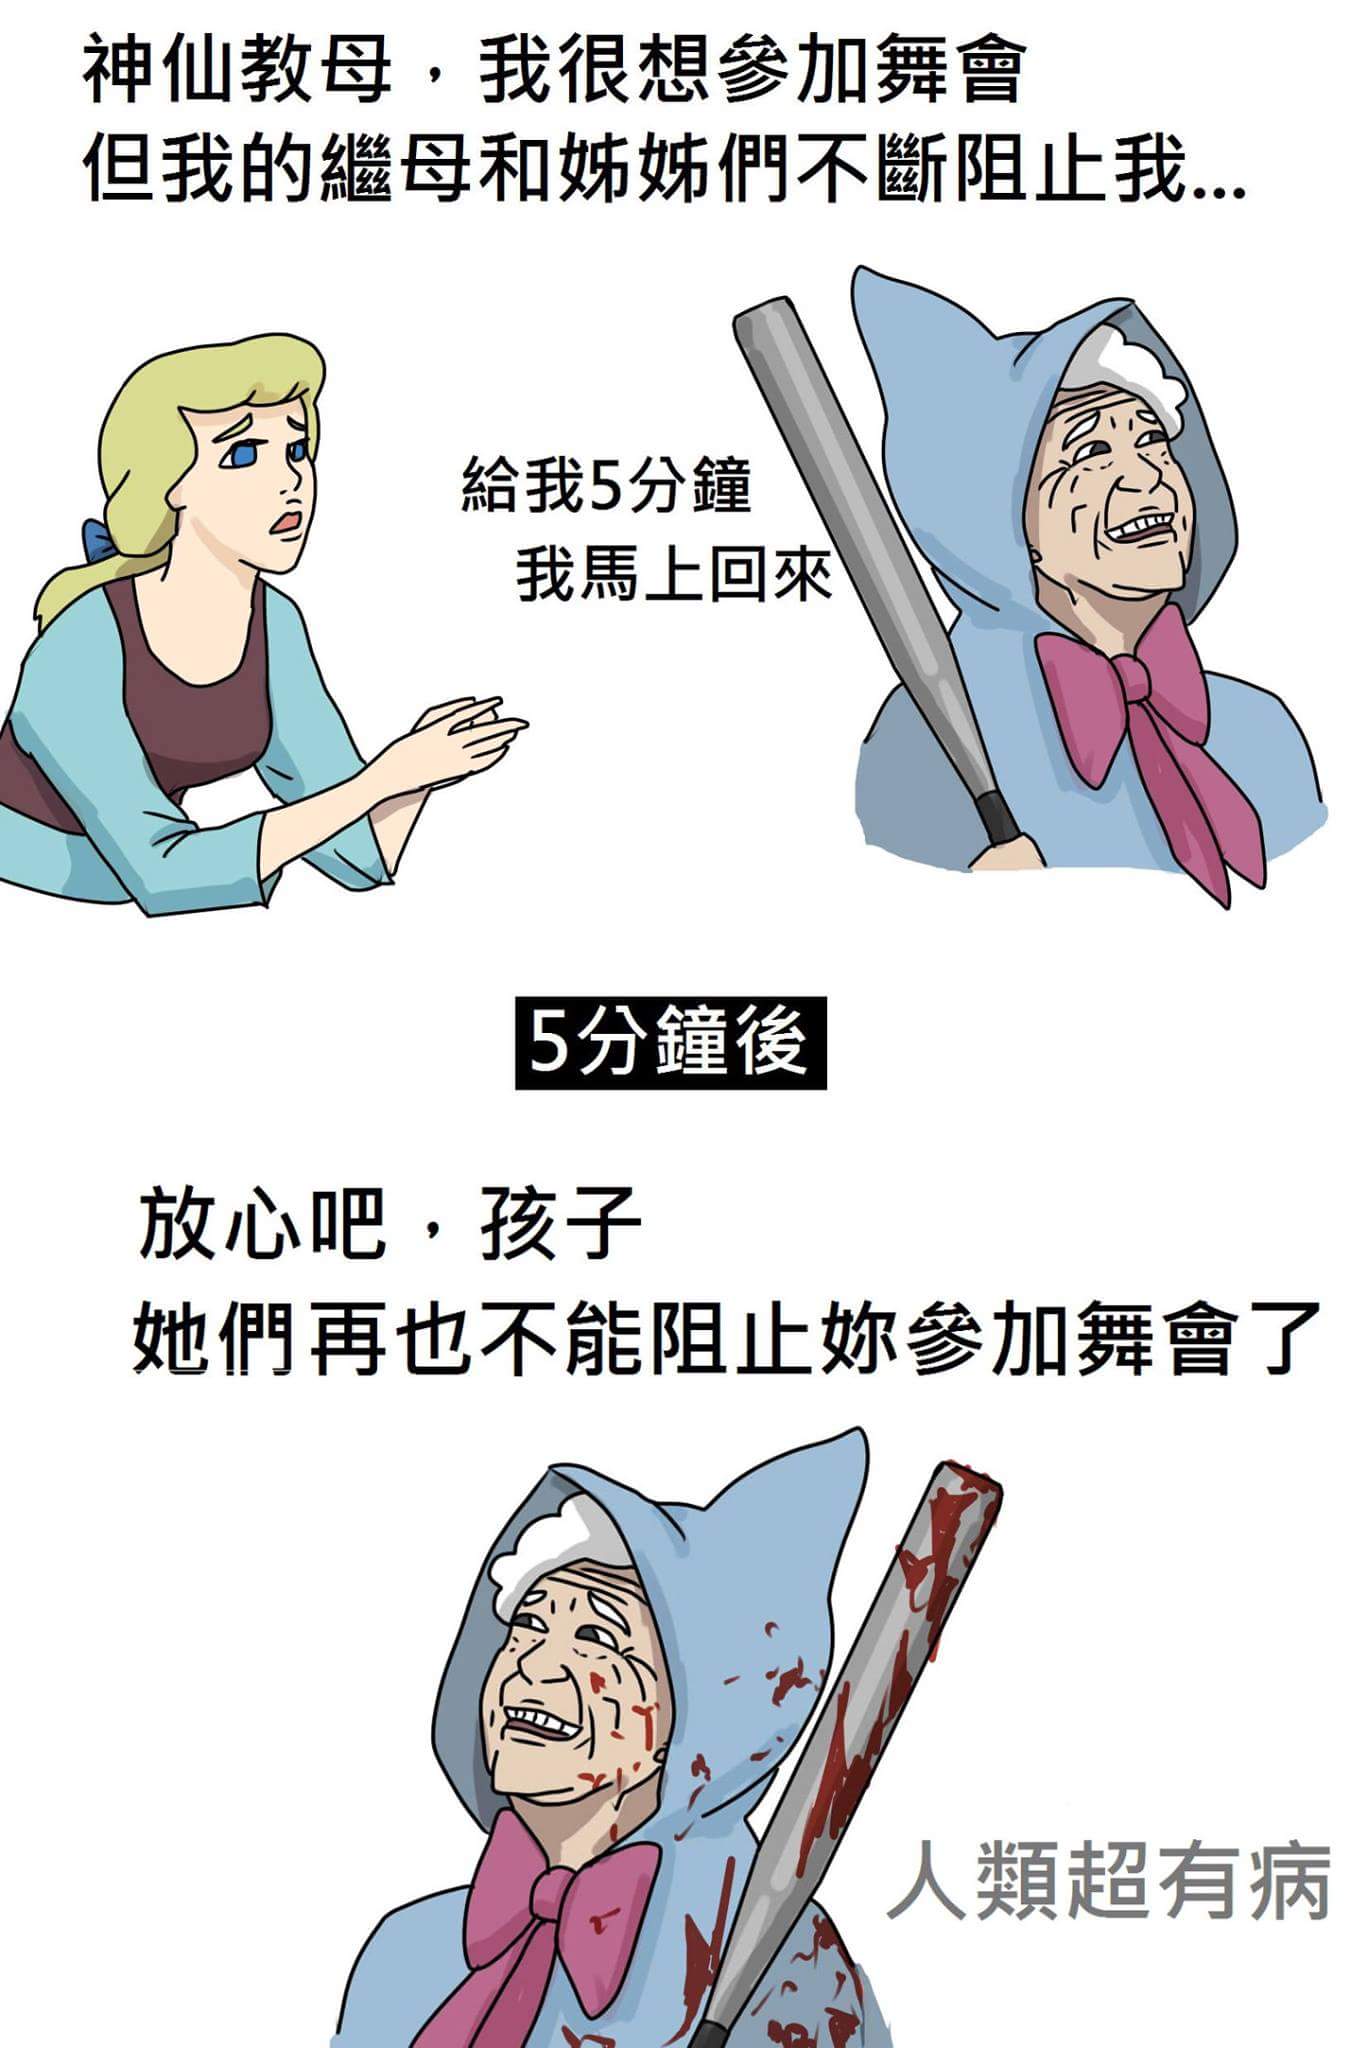 神仙教母，我很想參加舞會
但我的繼母和姊姊們不斷阻止我...
給我5分鐘
我馬上回來
5分鐘後
放心吧，孩子
她們再也不能阻止妳參加舞會了
人類超有病